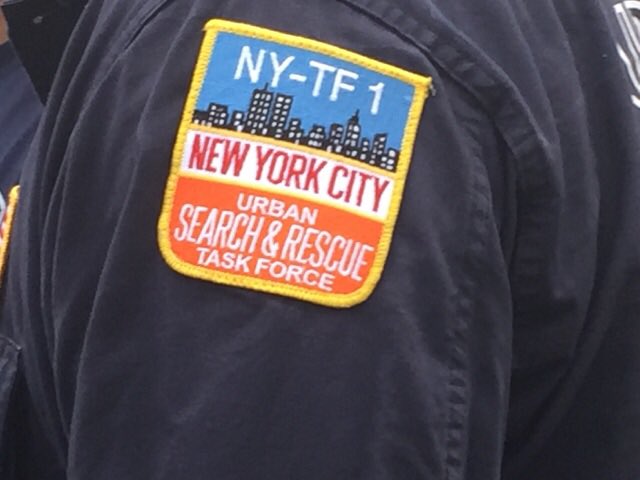 NY-TF 1
NEW YORK CITY
URBAN
SEARCH & RESCUE
TASK FORCE